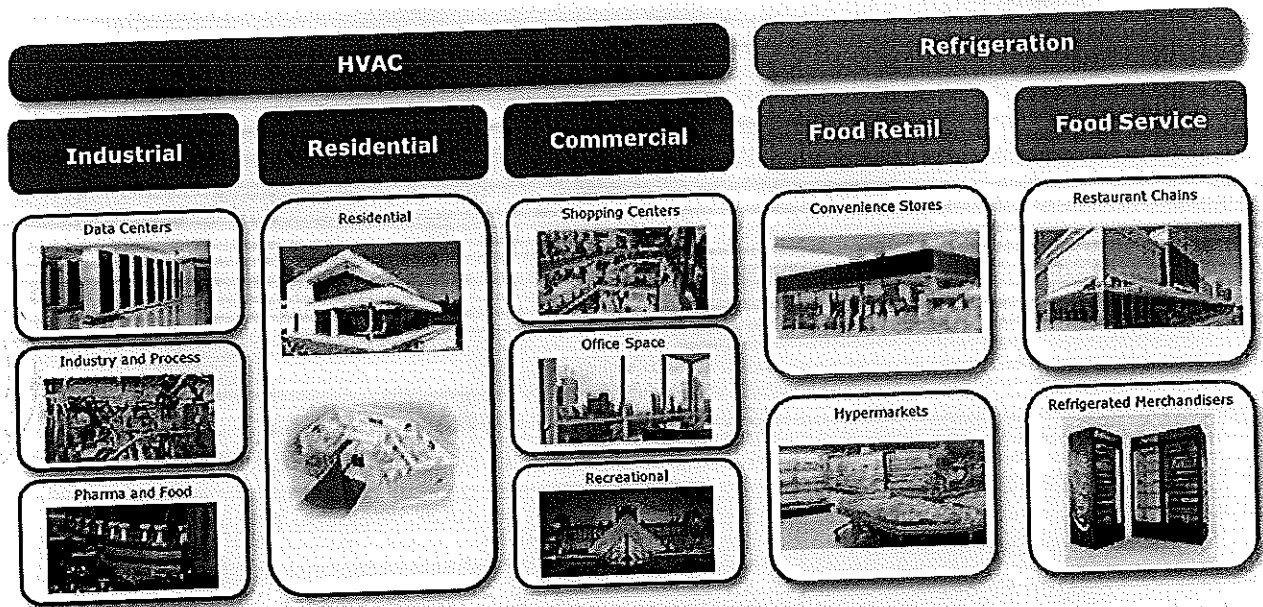 HVAC
Refrigeration
Industrial
Residential
Commercial
Food Retail
Food Service
Data Centers
Industry and Process
Pharma and Food
Residential
Shopping Centers
Office Space
Recreational
Convenience Stores
Hypermarkets
Restaurant Chains
Refrigerated Merchandisers